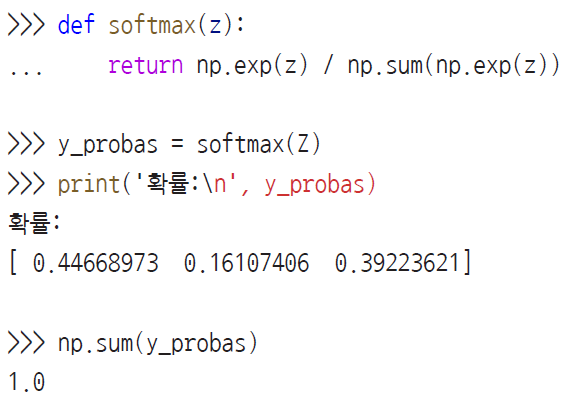 >>> def softmax(z):
...     return np.exp(z) / np.sum(np.exp(z))
>>> y_probas = softmax(Z)
>>> print('확률:\n', y_probas)
확률:
[ 0.44668973  0.16107406  0.39223621]
>>> np.sum(y_probas)
1.0